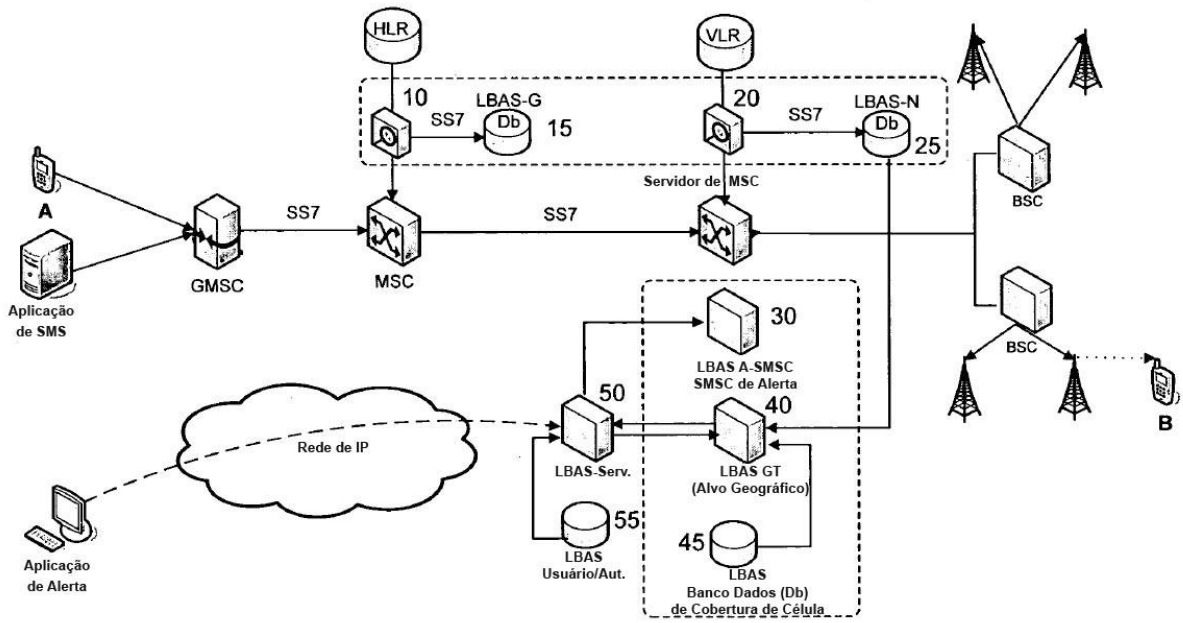 HLR
VLR
10
LBAS-G
Db
SS7
15
20
LBAS-N
Db
SS7
25
Servidor de MSC
A
SS7
SS7
BSC
GMSC
MSC
Aplicação
de SMS
30
LBAS A-SMSC
SMSC de Alerta
BSC
B
50
40
Rede de IP
LBAS-Serv.
LBAS GT
(Alvo Geográfico)
55
45
LBAS
Usuário/Aut.
LBAS
Banco Dados (Db)
de Cobertura de Célula
Aplicação
de Alerta